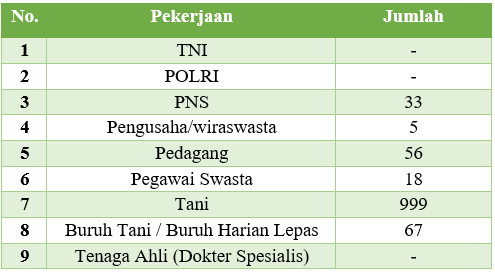 No. Pekerjaan Jumlah
1 TNI -
2 POLRI -
3 PNS 33
4 Pengusaha/wiraswasta 5
5 Pedagang 56
6 Pegawai Swasta 18
7 Tani 999
8 Buruh Tani / Buruh Harian Lepas 67
9 Tenaga Ahli (Dokter Spesialis) -